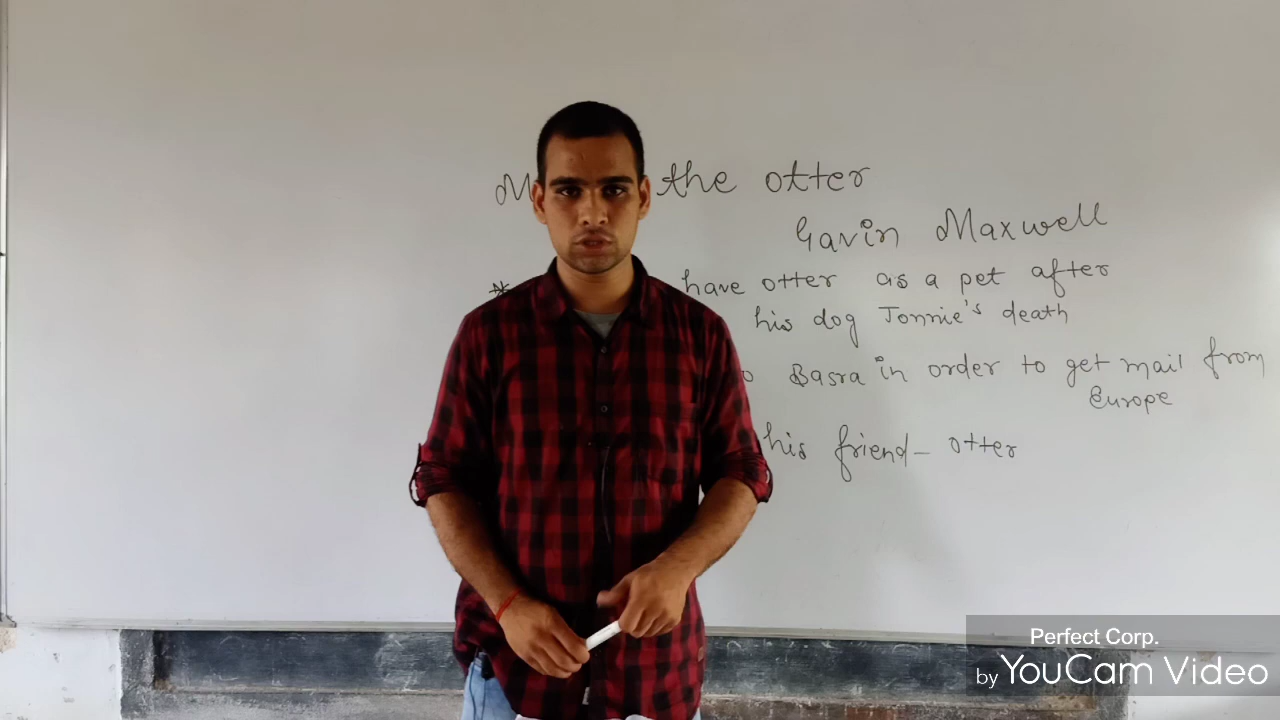 the otter
Gavin Maxwell
* have otter as a pet after
his dog Jonnie's death
Basra in order to get mail from
Europe
his friend - otter
Perfect Corp.
by YouCam Video